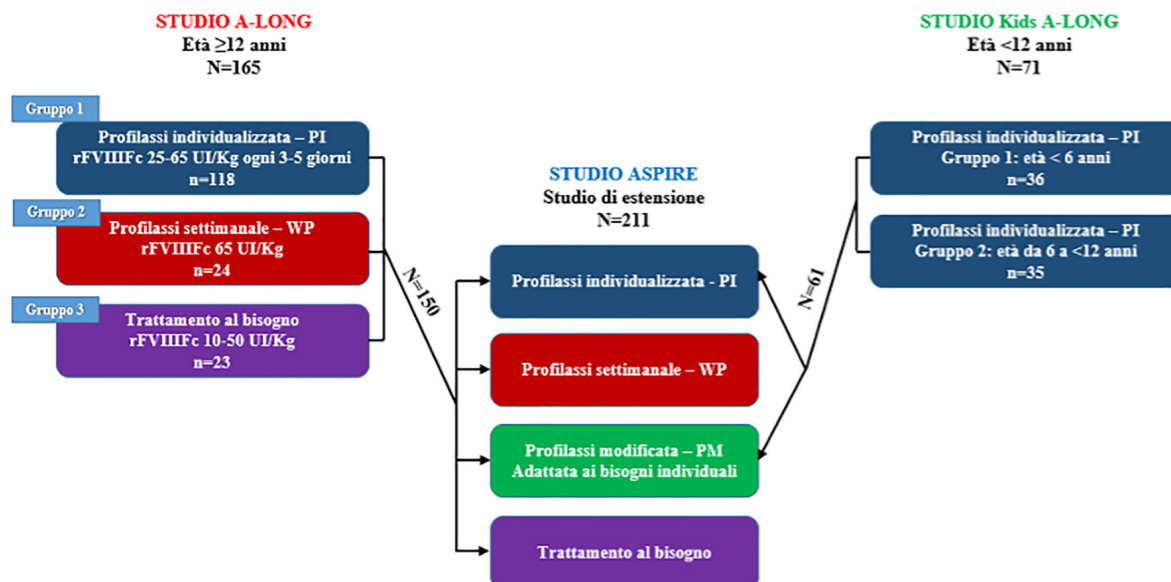 STUDIO A-LONG
Età ≥12 anni
N=165
Gruppo 1
Profilassi individualizzata – PI
rFVIIIFc 25-65 UI/Kg ogni 3-5 giorni
n=118
Gruppo 2
Profilassi settimanale – WP
rFVIIIFc 65 UI/Kg
n=24
Gruppo 3
Trattamento al bisogno
rFVIIIFc 10-50 UI/Kg
n=23
N=150
STUDIO ASPIRE
Studio di estensione
N=211
Profilassi individualizzata - PI
Profilassi settimanale – WP
Profilassi modificata – PM
Adattata ai bisogni individuali
Trattamento al bisogno
N=61
STUDIO Kids A-LONG
Età <12 anni
N=71
Profilassi individualizzata – PI
Gruppo 1: età < 6 anni
n=36
Profilassi individualizzata – PI
Gruppo 2: età da 6 a <12 anni
n=35